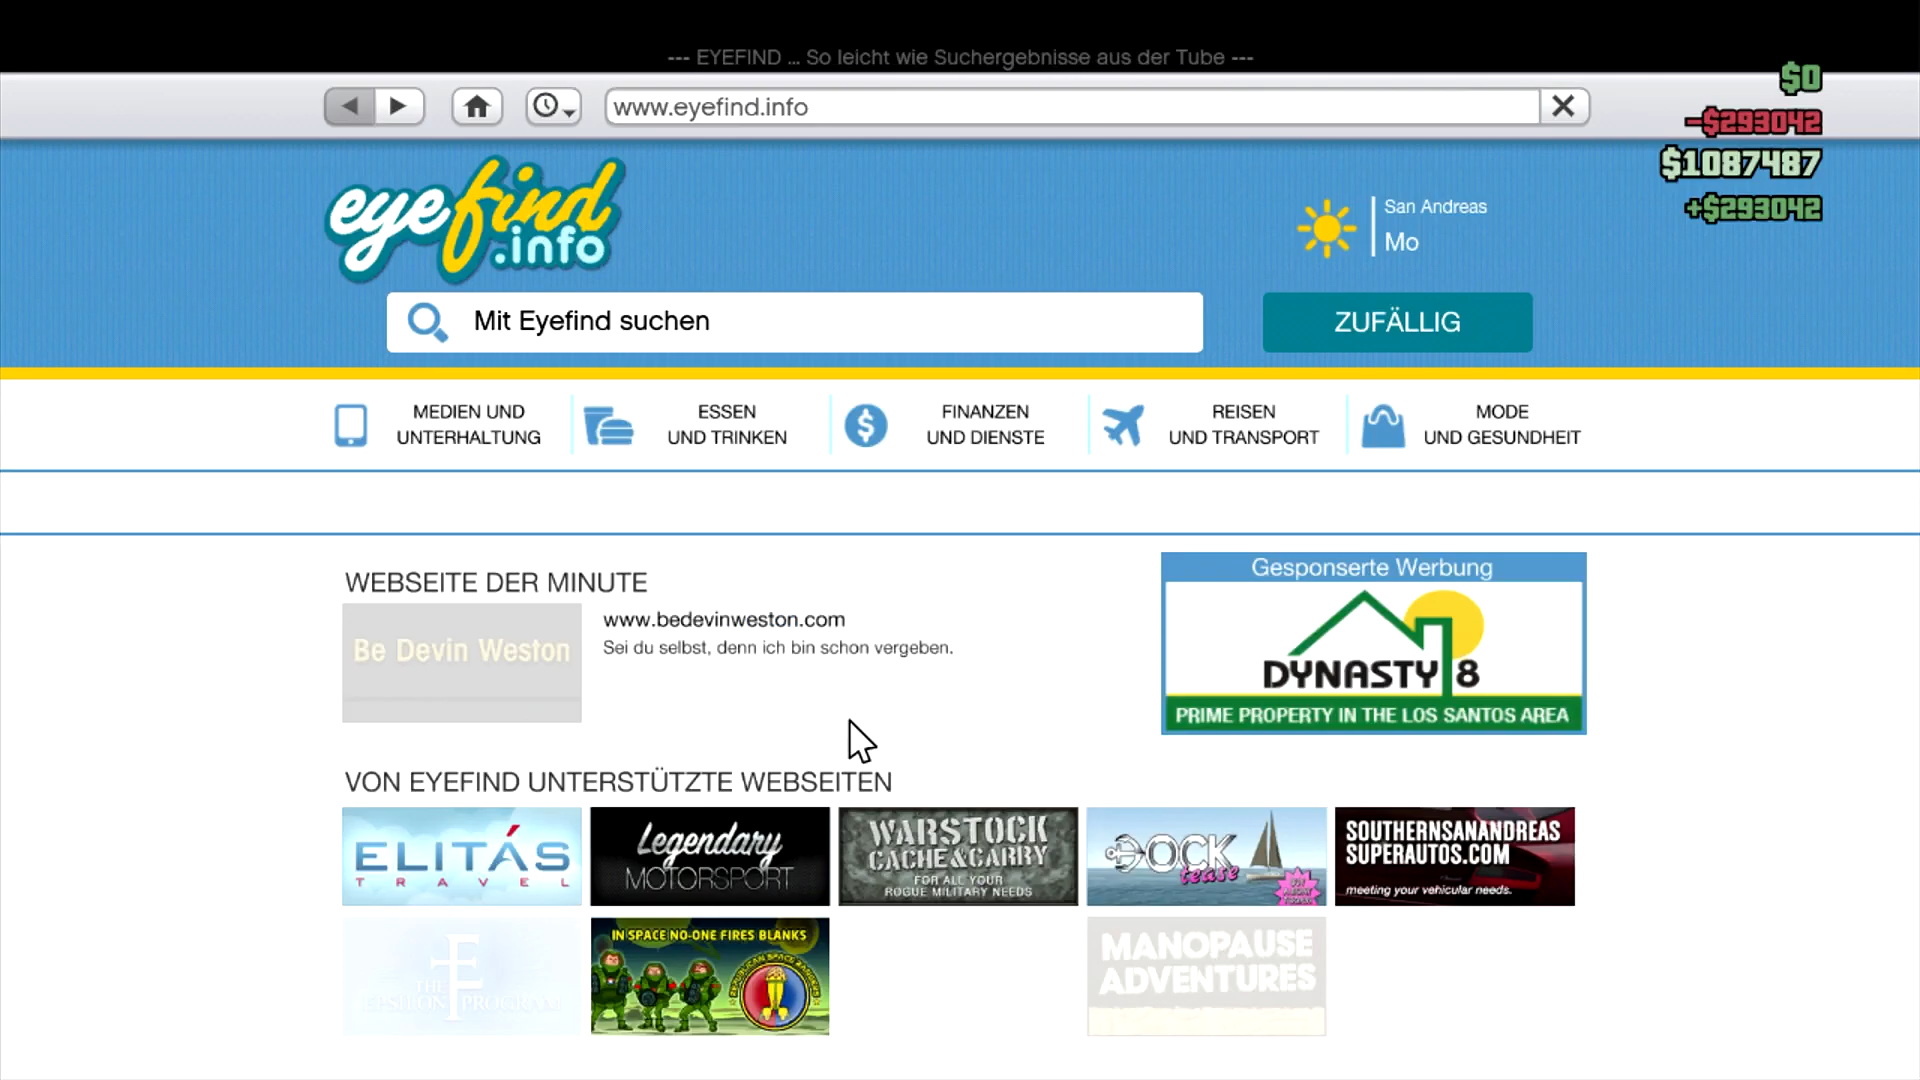 --- EYEFIND ... So leicht wie Suchergebnisse aus der Tube ---
www.eyefind.info
$0
-$293042
$1087487
+$293042
eyefind
.info
San Andreas
Mo
Mit Eyefind suchen
ZUFÄLLIG
MEDIEN UND
UNTERHALTUNG
ESSEN
UND TRINKEN
FINANZEN
UND DIENSTE
REISEN
UND TRANSPORT
MODE
UND GESUNDHEIT
WEBSEITE DER MINUTE
Be Devin Weston
www.bedevinweston.com
Sei du selbst, denn ich bin schon vergeben.
Gesponserte Werbung
DYNASTY 8
PRIME PROPERTY IN THE LOS SANTOS AREA
VON EYEFIND UNTERSTÜTZTE WEBSEITEN
ELITÁS
TRAVEL
Legendary
MOTORSPORT
WARSTOCK
CACHE&CARRY
FOR ALL YOUR
ROGUE MILITARY NEEDS
DOCK
tease
SOUTHERNSANANDREAS
SUPERAUTOS.COM
meeting your vehicular needs.
THE
EPSILON PROGRAM
IN SPACE NO-ONE FIRES BLANKS
REPUBLICAN SPACE RANGERS
MANOPAUSE
ADVENTURES